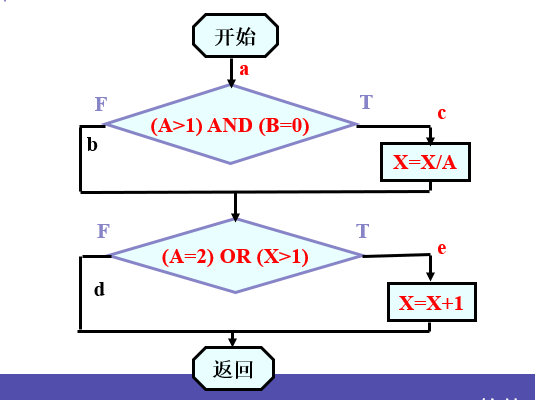 开始
a
F
T
(A>1) AND (B=0)
c
b
X=X/A
F
T
(A=2) OR (X>1)
e
d
X=X+1
返回